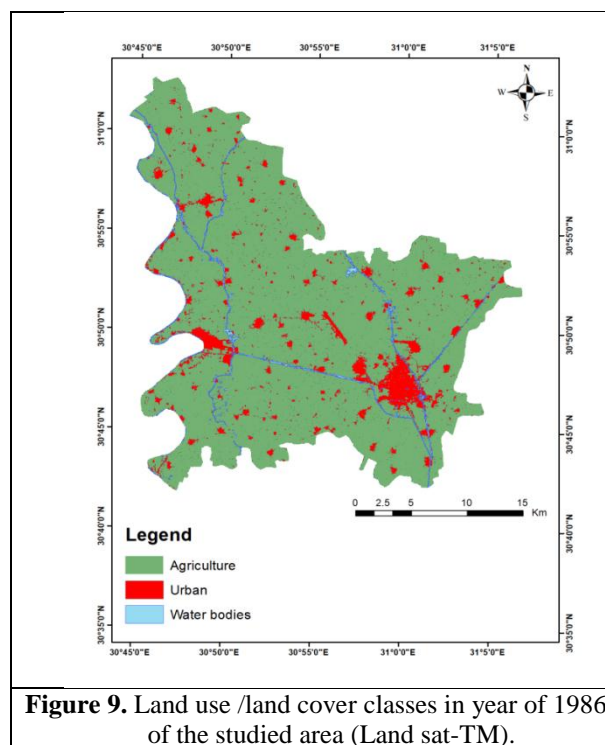 30°45'0"E 30°50'0"E 30°55'0"E 31°0'0"E 31°5'0"E
N
W E
S
31°0'0"N 31°0'0"N
30°55'0"N 30°55'0"N
30°50'0"N 30°50'0"N
30°45'0"N 30°45'0"N
0 2.5 5 10 15
Km
30°40'0"N 30°40'0"N
Legend
Agriculture
Urban
Water bodies
30°35'0"N 30°35'0"N
30°45'0"E 30°50'0"E 30°55'0"E 31°0'0"E 31°5'0"E
Figure 9. Land use /land cover classes in year of 1986
of the studied area (Land sat-TM).